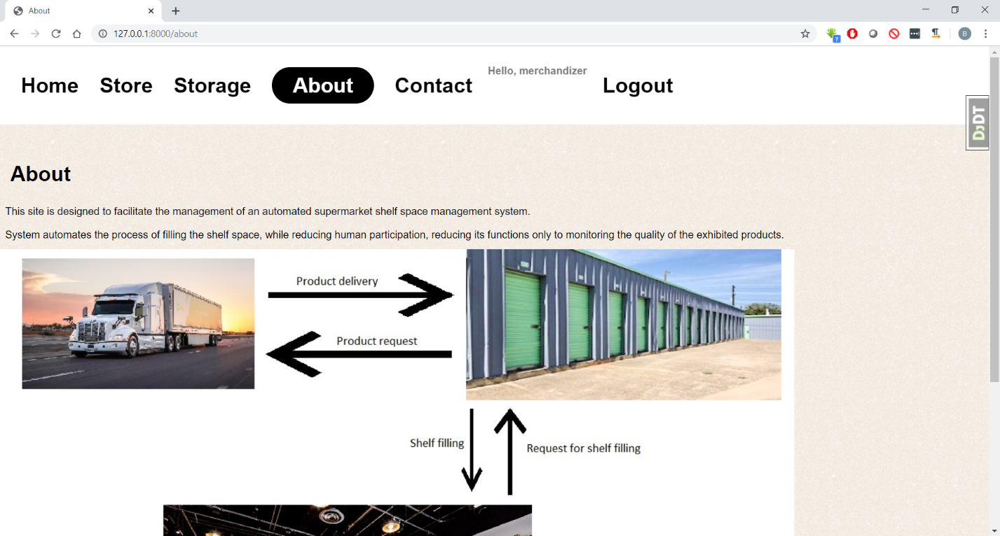 About
127.0.0.1:8000/about
?
B
Home Store Storage About Contact Hello, merchandizer Logout
DjDT
About
This site is designed to facilitate the management of an automated supermarket shelf space management system.
System automates the process of filling the shelf space, while reducing human participation, reducing its functions only to monitoring the quality of the exhibited products.
Product delivery
Product request
Shelf filling
Request for shelf filling